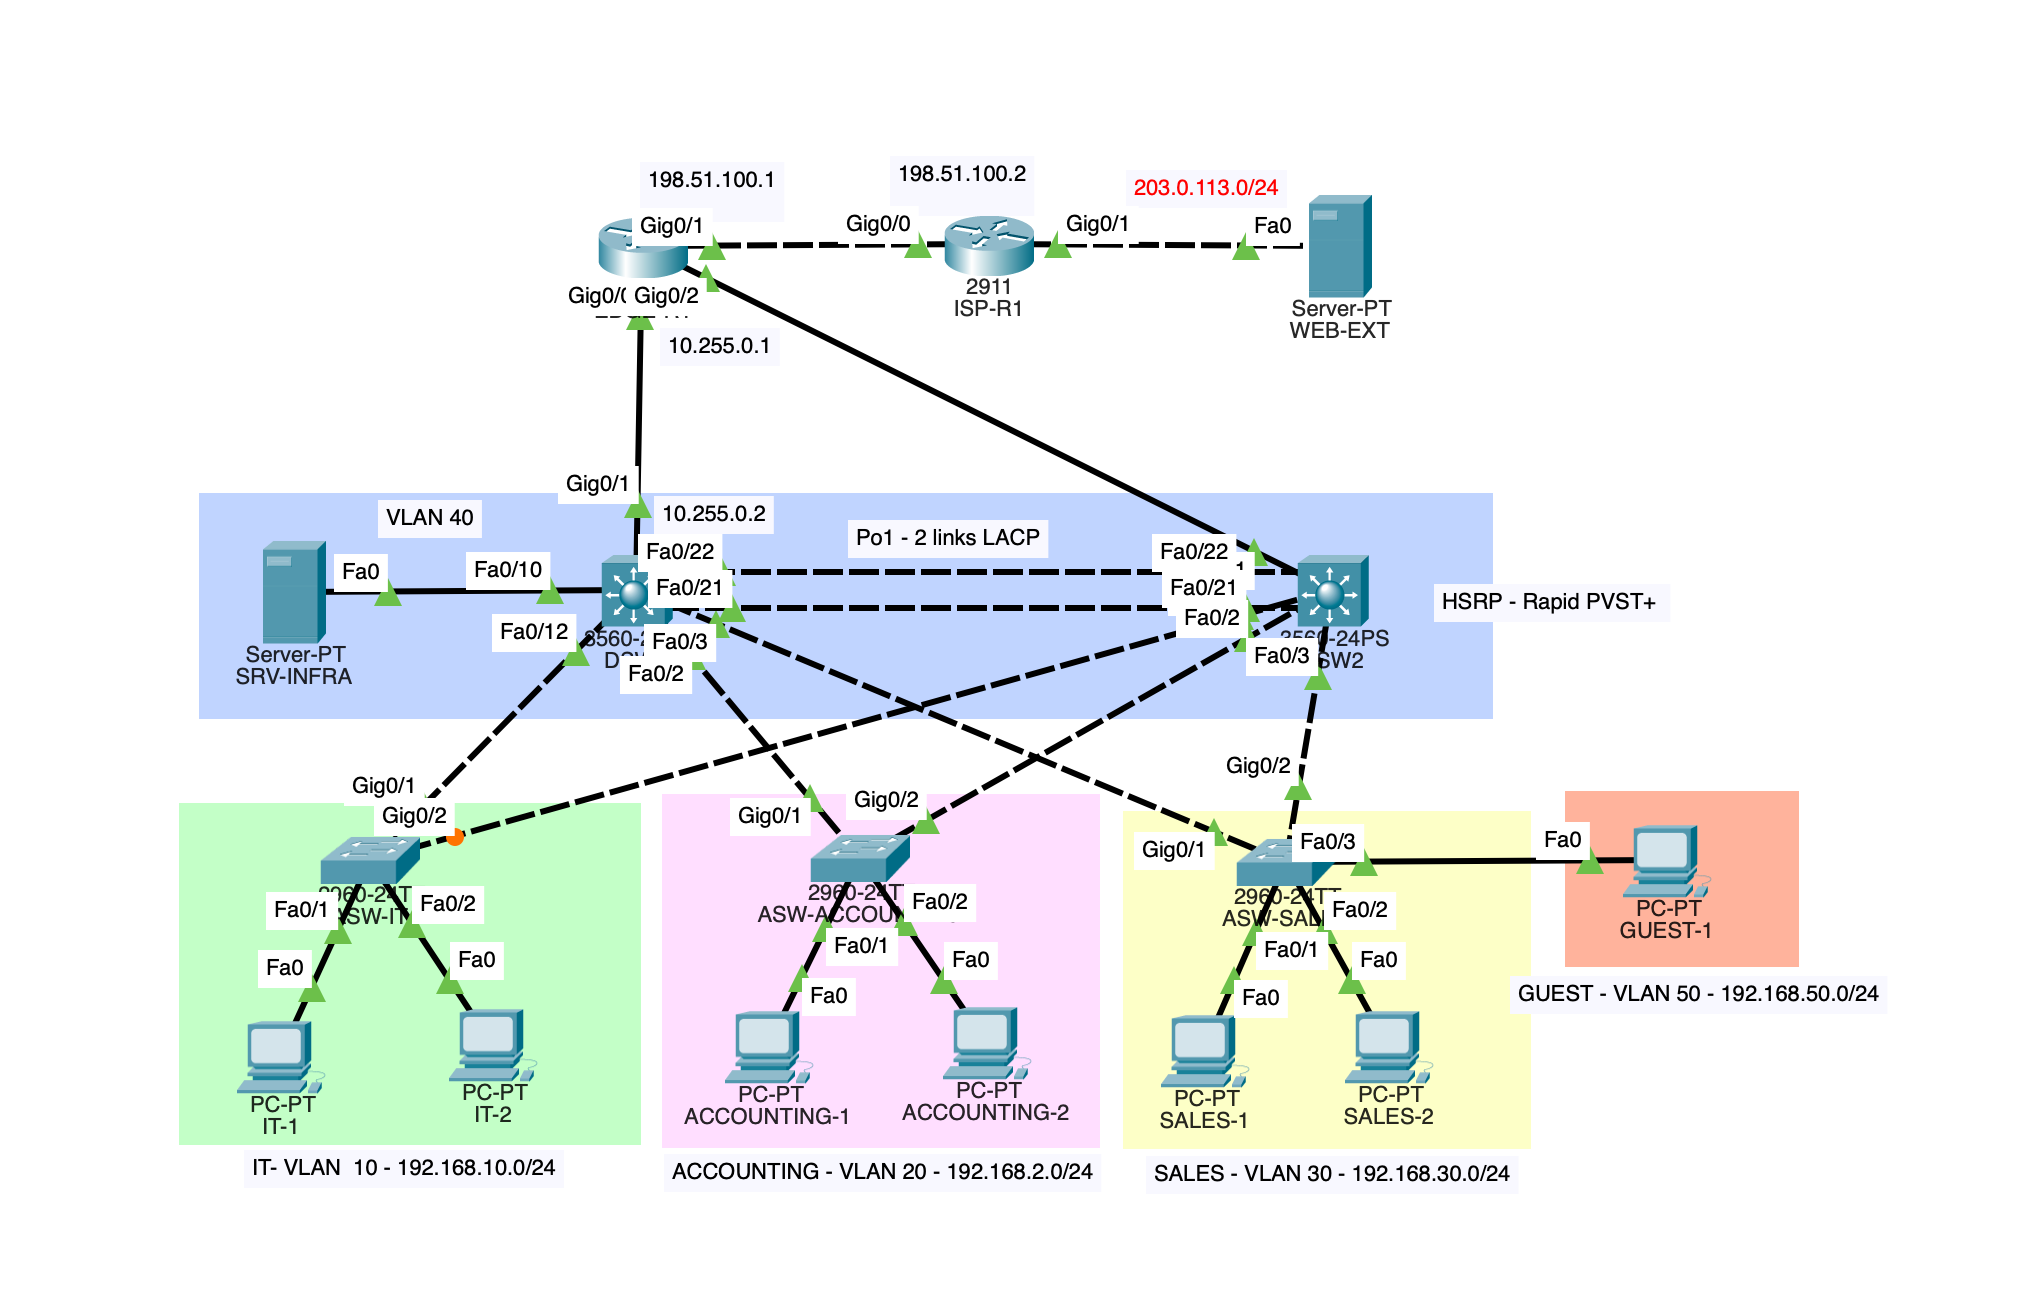 198.51.100.1
198.51.100.2
203.0.113.0/24
Gig0/1
Gig0/0
Gig0/1
Fa0
2911
ISP-R1
Gig0/2
Server-PT
WEB-EXT
10.255.0.1
Gig0/1
VLAN 40
10.255.0.2
Po1 - 2 links LACP
Fa0/22
Fa0/22
Fa0
Fa0/10
Fa0/21
Fa0/21
HSRP - Rapid PVST+
Fa0/12
Fa0/3
Fa0/2
Server-PT
SRV-INFRA
Fa0/2
Fa0/3
Gig0/1
Gig0/2
Gig0/1
Gig0/2
Gig0/2
Gig0/1
Fa0/3
Fa0
Fa0/1
Fa0/2
Fa0/2
Fa0/1
Fa0/2
Fa0/1
PC-PT
GUEST-1
Fa0
Fa0
Fa0
Fa0
Fa0
Fa0
GUEST - VLAN 50 - 192.168.50.0/24
PC-PT
IT-1
PC-PT
IT-2
PC-PT
ACCOUNTING-1
PC-PT
ACCOUNTING-2
PC-PT
SALES-1
PC-PT
SALES-2
IT- VLAN  10 - 192.168.10.0/24
ACCOUNTING - VLAN 20 - 192.168.2.0/24
SALES - VLAN 30 - 192.168.30.0/24